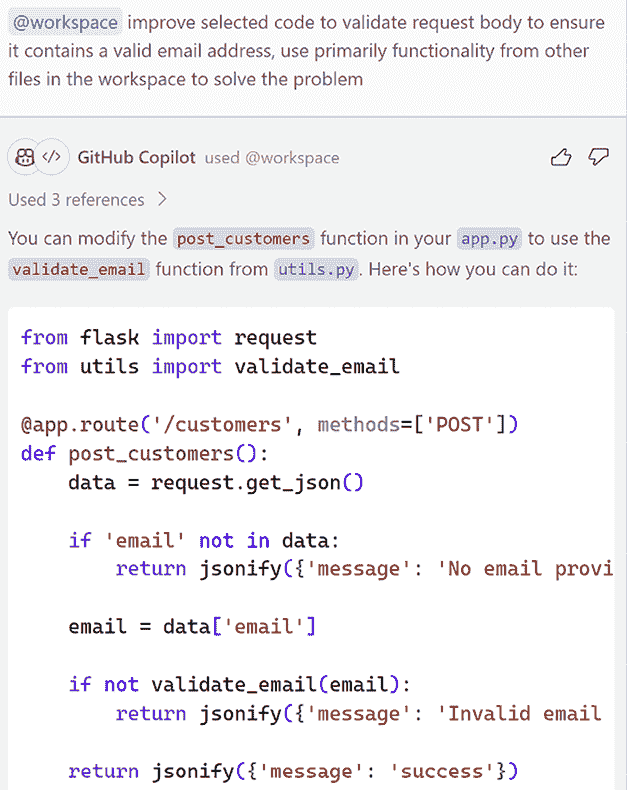 @workspace improve selected code to validate request body to ensure
it contains a valid email address, use primarily functionality from other
files in the workspace to solve the problem
GitHub Copilot used @workspace
Used 3 references
You can modify the post_customers function in your app.py to use the
validate_email function from utils.py. Here's how you can do it:
from flask import request
from utils import validate_email
@app.route('/customers', methods=['POST'])
def post_customers():
    data = request.get_json()
    if 'email' not in data:
        return jsonify({'message': 'No email provi
    email = data['email']
    if not validate_email(email):
        return jsonify({'message': 'Invalid email
    return jsonify({'message': 'success'})